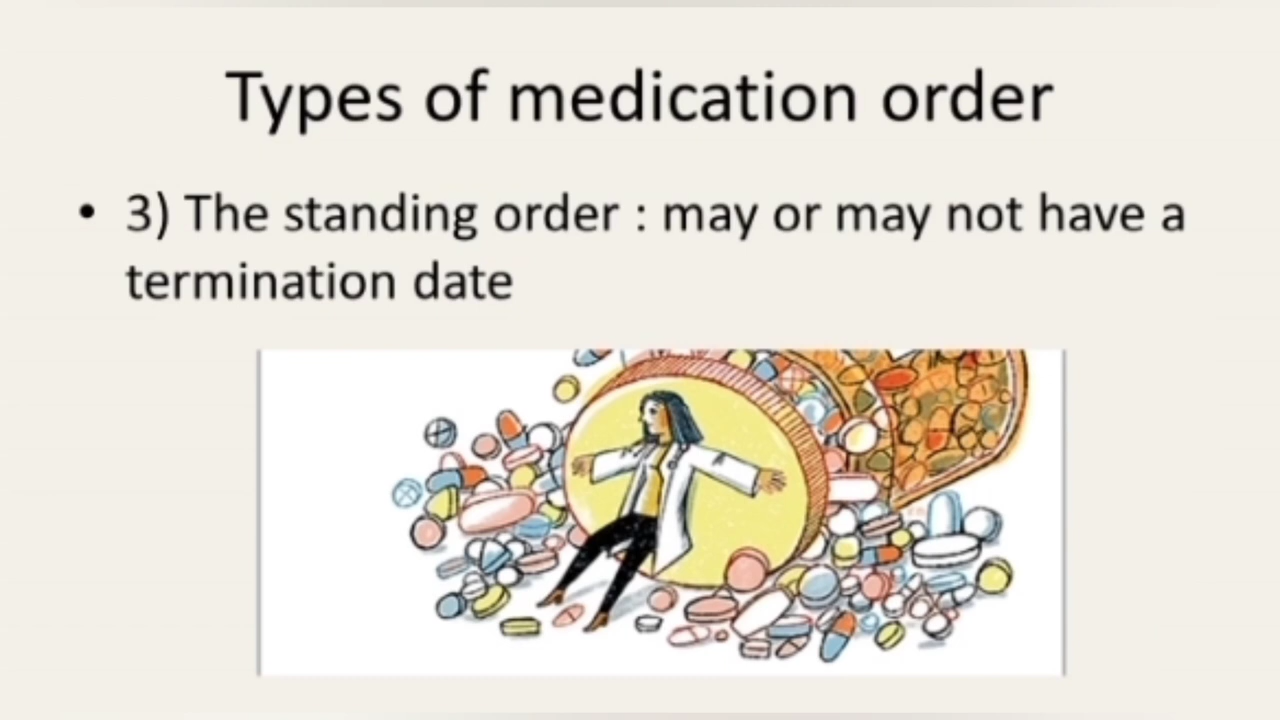 Types of medication order
• 3) The standing order : may or may not have a
termination date